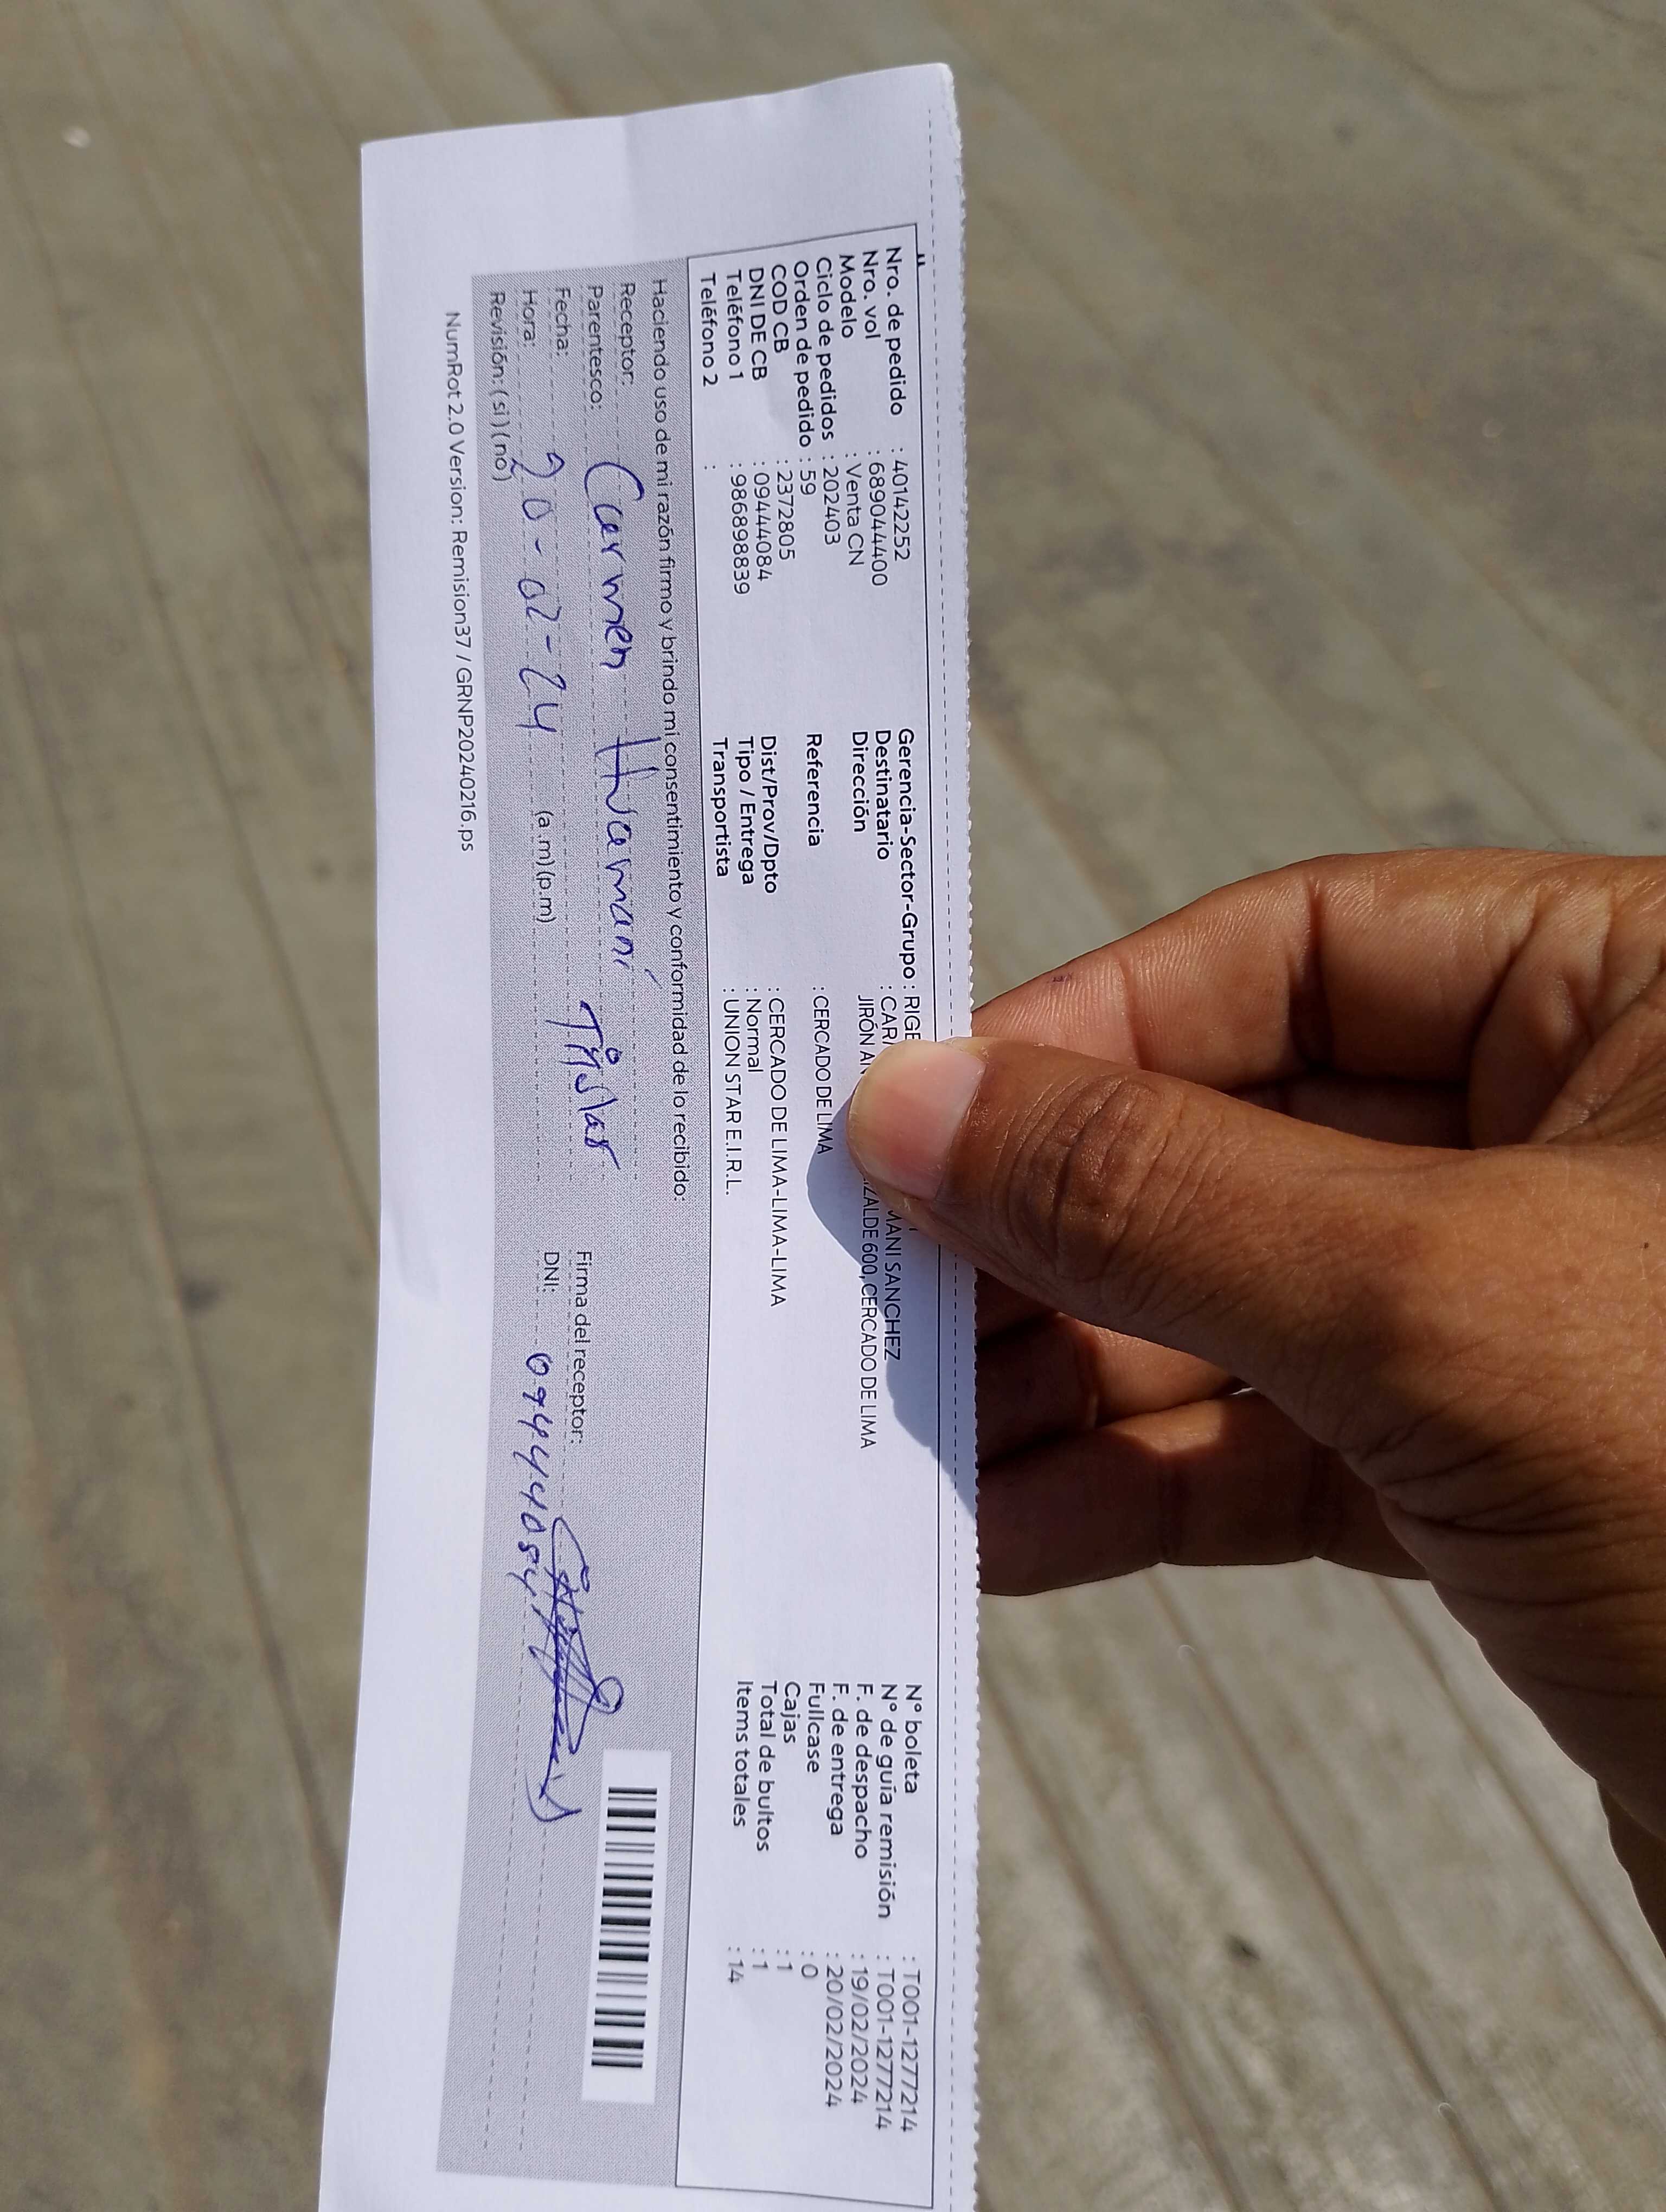 Nro. de pedido : 40142252
Nro. vol : 689044400
Modelo : Venta CN
Ciclo de pedidos : 202403
Orden de pedido : 59
COD CB : 2372805
DNI DE CB : 09444084
Teléfono 1 : 986898839
Teléfono 2 :
Gerencia-Sector-Grupo : RIGE
Destinatario : CAR MANI SANCHEZ
Dirección JIRÓN AN ZALDE 600, CERCADO DE LIMA
Referencia : CERCADO DE LIMA
Dist/Prov/Dpto : CERCADO DE LIMA-LIMA-LIMA
Tipo / Entrega : Normal
Transportista : UNION STAR E.I.R.L.
N° boleta : T001-1277214
N° de guía remisión : T001-1277214
F. de despacho : 19/02/2024
F. de entrega : 20/02/2024
Fullcase : 0
Cajas : 1
Total de bultos : 1
Items totales : 14
Haciendo uso de mi razón firmo y brindo mi consentimiento y conformidad de lo recibido:
Receptor: Carmen Huamaní
Parentesco: Titular
Fecha: 20-02-24
Hora: (a.m)(p.m)
Revisión: (si) (no)
Firma del receptor:
DNI: 09444084
NumRot 2.0 Version: Remision37 / GRNP20240216.ps